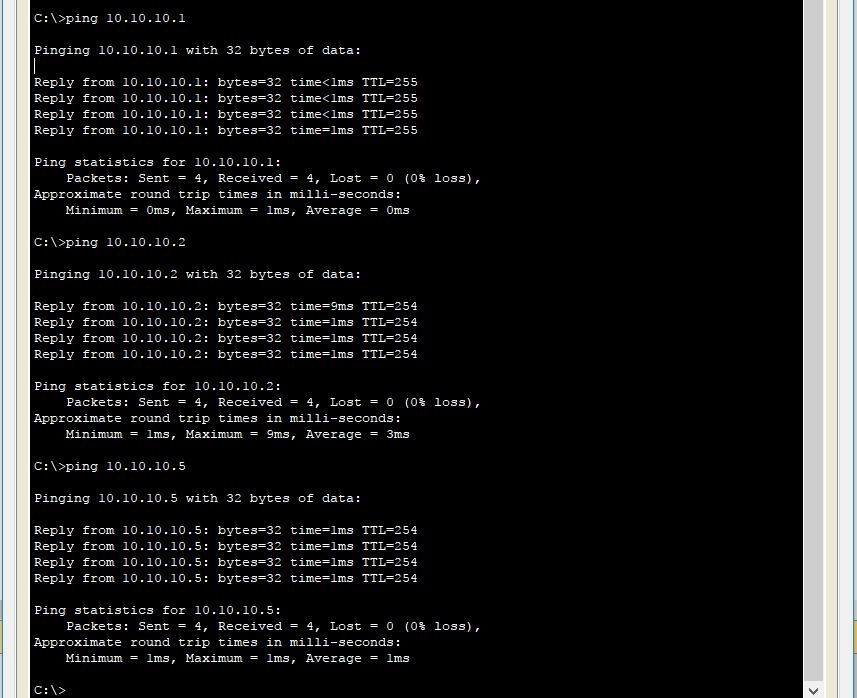 C:\>ping 10.10.10.1
Pinging 10.10.10.1 with 32 bytes of data:
Reply from 10.10.10.1: bytes=32 time<1ms TTL=255
Reply from 10.10.10.1: bytes=32 time<1ms TTL=255
Reply from 10.10.10.1: bytes=32 time<1ms TTL=255
Reply from 10.10.10.1: bytes=32 time=1ms TTL=255
Ping statistics for 10.10.10.1:
Packets: Sent = 4, Received = 4, Lost = 0 (0% loss),
Approximate round trip times in milli-seconds:
Minimum = 0ms, Maximum = 1ms, Average = 0ms
C:\>ping 10.10.10.2
Pinging 10.10.10.2 with 32 bytes of data:
Reply from 10.10.10.2: bytes=32 time=9ms TTL=254
Reply from 10.10.10.2: bytes=32 time=1ms TTL=254
Reply from 10.10.10.2: bytes=32 time=1ms TTL=254
Reply from 10.10.10.2: bytes=32 time=1ms TTL=254
Ping statistics for 10.10.10.2:
Packets: Sent = 4, Received = 4, Lost = 0 (0% loss),
Approximate round trip times in milli-seconds:
Minimum = 1ms, Maximum = 9ms, Average = 3ms
C:\>ping 10.10.10.5
Pinging 10.10.10.5 with 32 bytes of data:
Reply from 10.10.10.5: bytes=32 time=1ms TTL=254
Reply from 10.10.10.5: bytes=32 time=1ms TTL=254
Reply from 10.10.10.5: bytes=32 time=1ms TTL=254
Reply from 10.10.10.5: bytes=32 time=1ms TTL=254
Ping statistics for 10.10.10.5:
Packets: Sent = 4, Received = 4, Lost = 0 (0% loss),
Approximate round trip times in milli-seconds:
Minimum = 1ms, Maximum = 1ms, Average = 1ms
C:\>